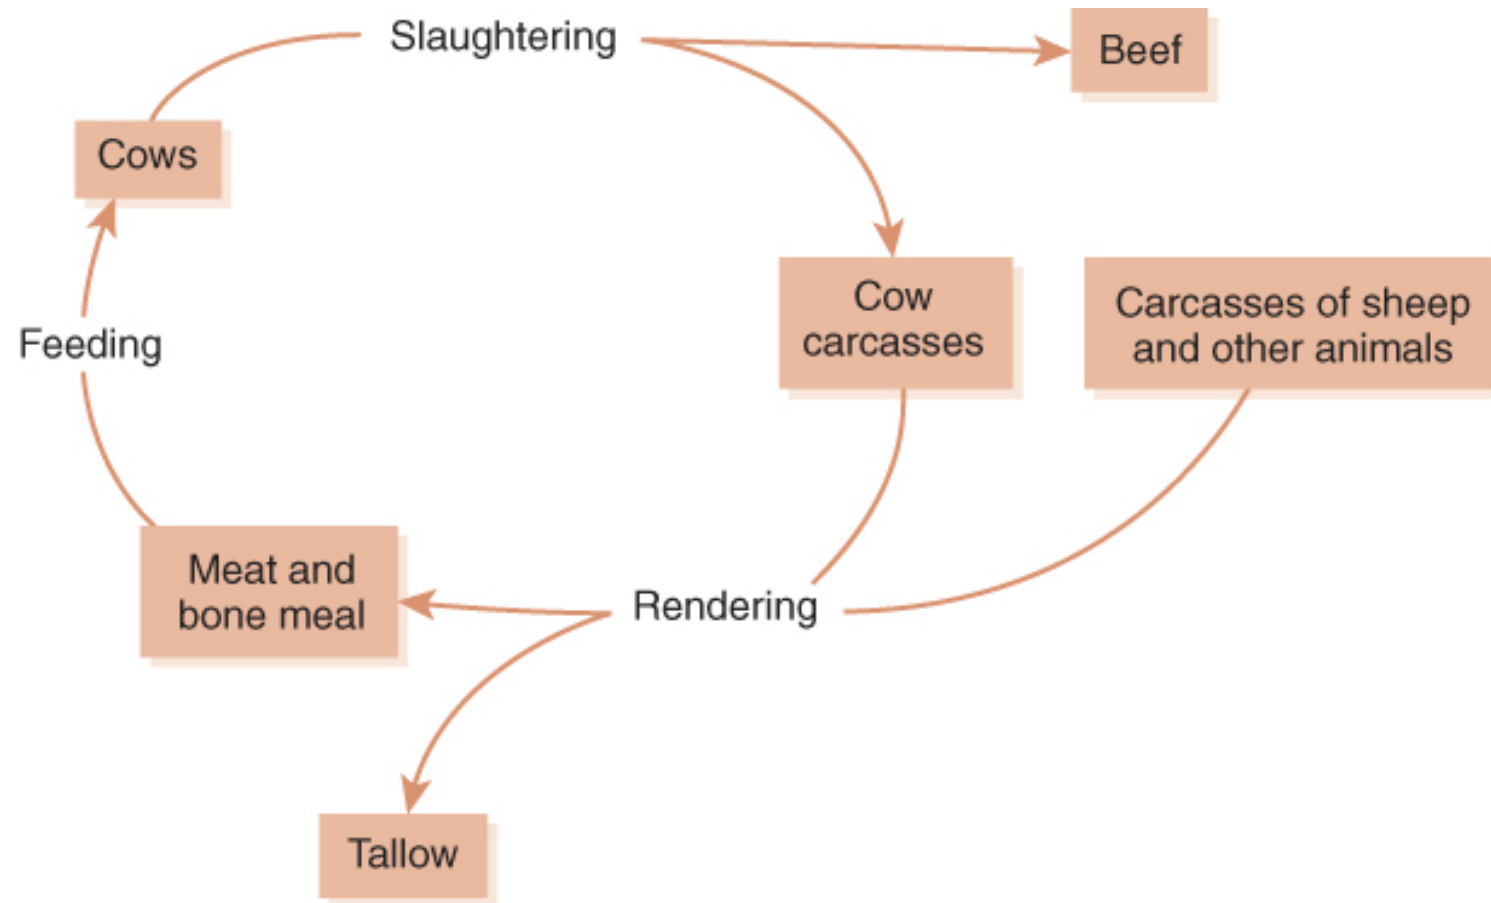 Slaughtering
Beef
Cows
Cow
carcasses
Carcasses of sheep
and other animals
Feeding
Meat and
bone meal
Rendering
Tallow